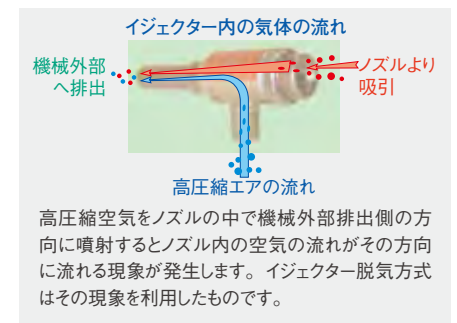 イジェクター内の気体の流れ
機械外部
へ排出
ノズルより
吸引
高圧縮エアの流れ
高圧縮空気をノズルの中で機械外部排出側の方
向に噴射するとノズル内の空気の流れがその方向
に流れる現象が発生します。イジェクター脱気方式
はその現象を利用したものです。